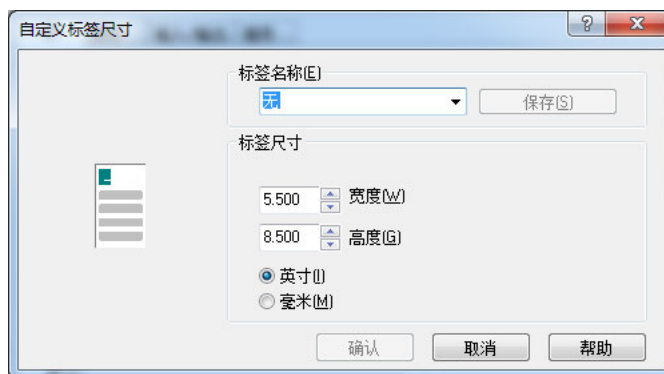 自定义标签尺寸
标签名称(E)
无
保存(S)
标签尺寸
5.500 宽度(W)
8.500 高度(G)
英寸(I)
毫米(M)
确认
取消
帮助